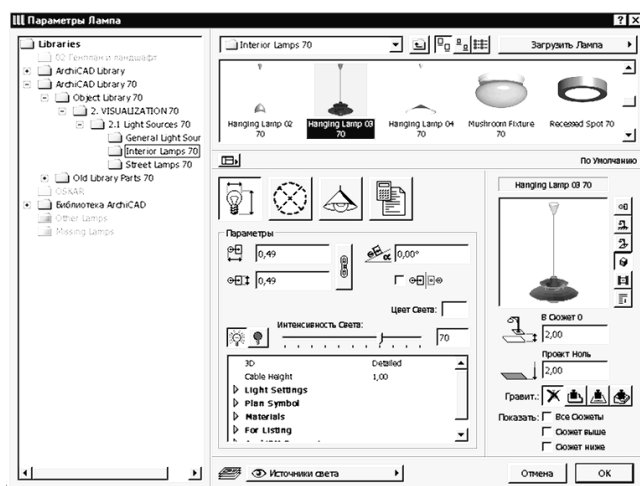 Параметры Лампа
Libraries
02 Генплан и ландшафт
ArchiCAD Library
ArchiCAD Library 70
Object Library 70
2. VISUALIZATION 70
2.1 Light Sources 70
General Light Sour
Interior Lamps 70
Street Lamps 70
Old Library Parts 70
OSKAR
Библиотека ArchiCAD
Other Lamps
Missing Lamps
Interior Lamps 70
Загрузить Лампа
Hanging Lamp 02 70
Hanging Lamp 03 70
Hanging Lamp 04 70
Mushroom Fixture 70
Recessed Spot 70
По Умолчанию
Параметры
0,49
0,00°
0,49
Цвет Света:
Интенсивность Света:
70
3D Detailed
Cable Height 1,00
Light Settings
Plan Symbol
Materials
For Listing
Hanging Lamp 03 70
В Сюжет 0
2,00
Проект Ноль
2,00
Гравит.:
Показать: Все Сюжеты
Сюжет выше
Сюжет ниже
Источники света
Отмена
OK